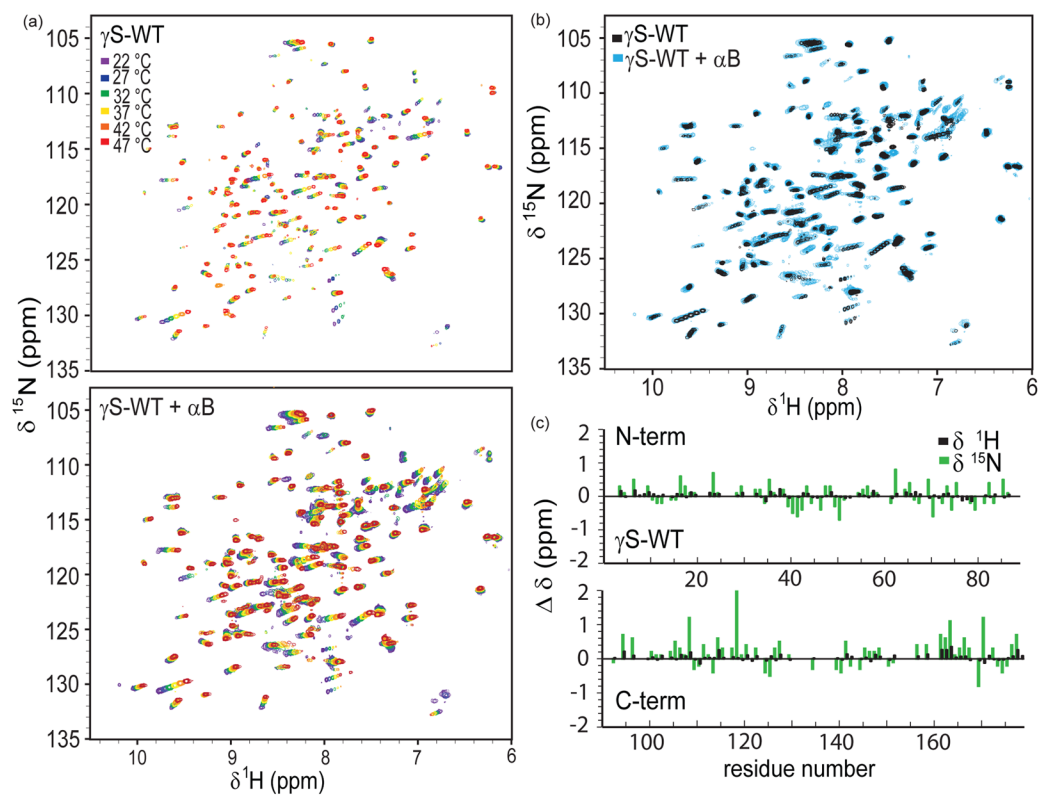 (a)
γS-WT
22 °C
27 °C
32 °C
37 °C
42 °C
47 °C
105
110
115
120
125
130
135
γS-WT + αB
105
110
115
120
125
130
135
10 9 8 7 6
δ ¹⁵N (ppm)
δ¹H (ppm)
(b)
γS-WT
γS-WT + αB
105
110
115
120
125
130
135
10 9 8 7 6
δ ¹⁵N (ppm)
δ¹H (ppm)
(c)
N-term
δ ¹H
δ ¹⁵N
2
1
0
-1
-2
γS-WT
20 40 60 80
Δ δ (ppm)
2
1
0
-1
-2
C-term
100 120 140 160
residue number